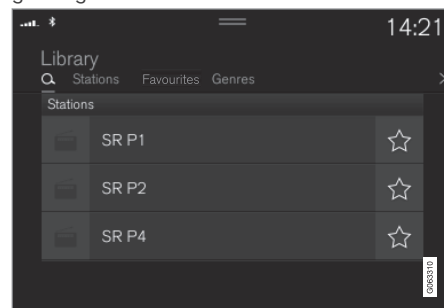 14:21
Library
Stations Favourites Genres
Stations
SR P1
SR P2
SR P4
G063310